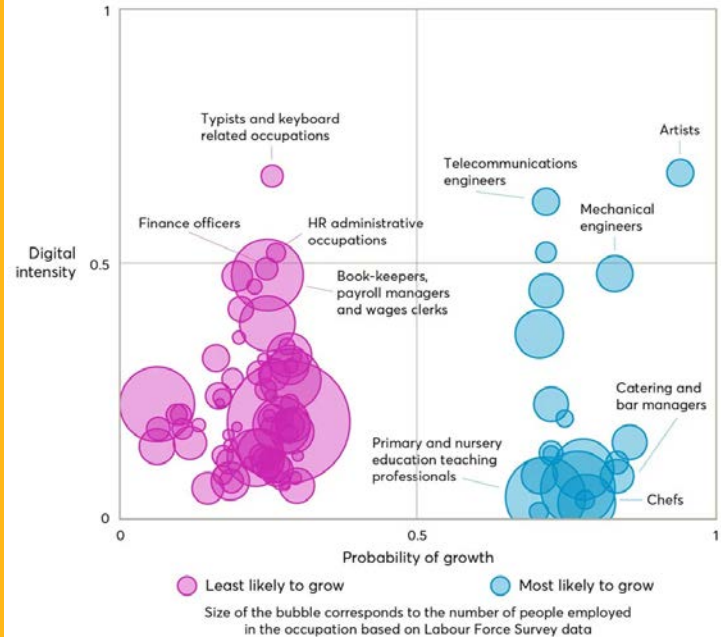 1
Typists and keyboard
related occupations
Artists
Telecommunications
engineers
Mechanical
engineers
Finance officers
HR administrative
occupations
Digital
intensity
0.5
Book-keepers,
payroll managers
and wages clerks
Catering and
bar managers
Primary and nursery
education teaching
professionals
Chefs
0
0
0.5
1
Probability of growth
Least likely to grow
Most likely to grow
Size of the bubble corresponds to the number of people employed
in the occupation based on Labour Force Survey data